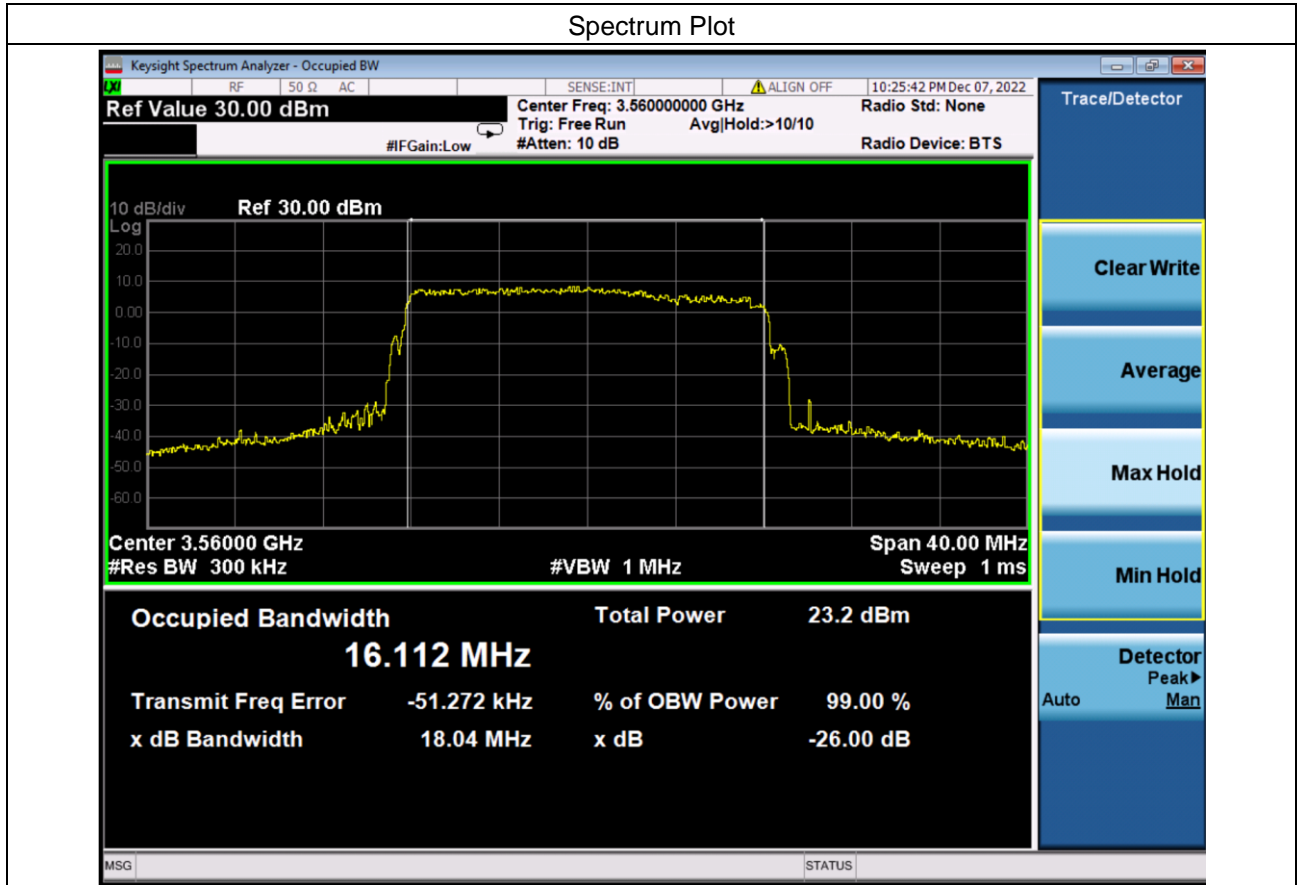 Spectrum Plot
Keysight Spectrum Analyzer - Occupied BW
LXI RF 50 Ω AC SENSE:INT ALIGN OFF 10:25:42 PM Dec 07, 2022
Ref Value 30.00 dBm
Center Freq: 3.560000000 GHz
Radio Std: None
Trig: Free Run
Avg|Hold:>10/10
#IFGain:Low
#Atten: 10 dB
Radio Device: BTS
Trace/Detector
10 dB/div
Ref 30.00 dBm
Log
20.0
10.0
0.00
-10.0
-20.0
-30.0
-40.0
-50.0
-60.0
Center 3.56000 GHz
Span 40.00 MHz
#Res BW 300 kHz
#VBW 1 MHz
Sweep 1 ms
Clear Write
Average
Max Hold
Min Hold
Detector
Peak▶
Auto Man
Occupied Bandwidth
Total Power 23.2 dBm
16.112 MHz
Transmit Freq Error -51.272 kHz
% of OBW Power 99.00 %
x dB Bandwidth 18.04 MHz
x dB -26.00 dB
MSG
STATUS